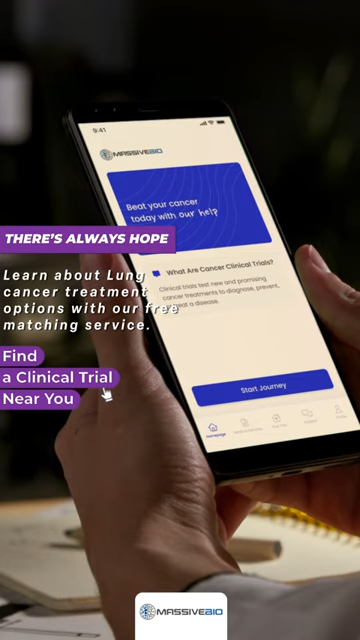 9:41
MASSIVEBIO
Beat your cancer
today with our help
THERE'S ALWAYS HOPE
What Are Cancer Clinical Trials?
Clinical trials test new and promising
cancer treatments to diagnose, prevent,
treat a disease.
Learn about Lung
cancer treatment
options with our free
matching service.
Find
a Clinical Trial
Near You
Start Journey
Homepage
MASSIVEBIO